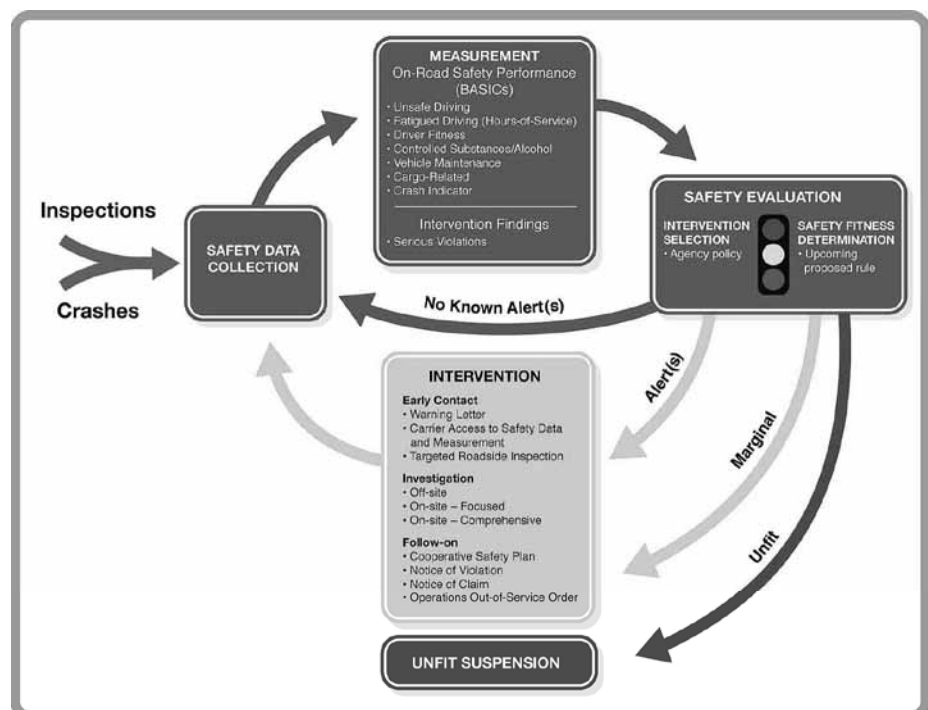 MEASUREMENT
On-Road Safety Performance
(BASICs)
• Unsafe Driving
• Fatigued Driving (Hours-of-Service)
• Driver Fitness
• Controlled Substances/Alcohol
• Vehicle Maintenance
• Cargo-Related
• Crash Indicator
Intervention Findings
• Serious Violations
Inspections
Crashes
SAFETY DATA
COLLECTION
SAFETY EVALUATION
INTERVENTION
SELECTION
• Agency policy
SAFETY FITNESS
DETERMINATION
• Upcoming
proposed rule
No Known Alert(s)
Alert(s)
Marginal
Unfit
INTERVENTION
Early Contact
• Warning Letter
• Carrier Access to Safety Data
and Measurement
• Targeted Roadside Inspection
Investigation
• Off-site
• On-site – Focused
• On-site – Comprehensive
Follow-on
• Cooperative Safety Plan
• Notice of Violation
• Notice of Claim
• Operations Out-of-Service Order
UNFIT SUSPENSION